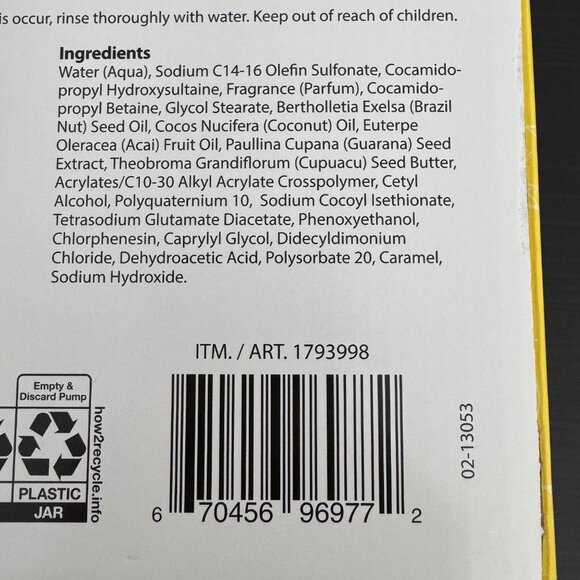 is occur, rinse thoroughly with water. Keep out of reach of children.
Ingredients
Water (Aqua), Sodium C14-16 Olefin Sulfonate, Cocamido-
propyl Hydroxysultaine, Fragrance (Parfum), Cocamido-
propyl Betaine, Glycol Stearate, Bertholletia Exelsa (Brazil
Nut) Seed Oil, Cocos Nucifera (Coconut) Oil, Euterpe
Oleracea (Acai) Fruit Oil, Paullina Cupana (Guarana) Seed
Extract, Theobroma Grandiflorum (Cupuacu) Seed Butter,
Acrylates/C10-30 Alkyl Acrylate Crosspolymer, Cetyl
Alcohol, Polyquaternium 10, Sodium Cocoyl Isethionate,
Tetrasodium Glutamate Diacetate, Phenoxyethanol,
Chlorphenesin, Caprylyl Glycol, Didecyldimonium
Chloride, Dehydroacetic Acid, Polysorbate 20, Caramel,
Sodium Hydroxide.
ITM. / ART. 1793998
Empty &
Discard Pump
PLASTIC
JAR
how2recycle.info
6 70456 96977 2
02-13053